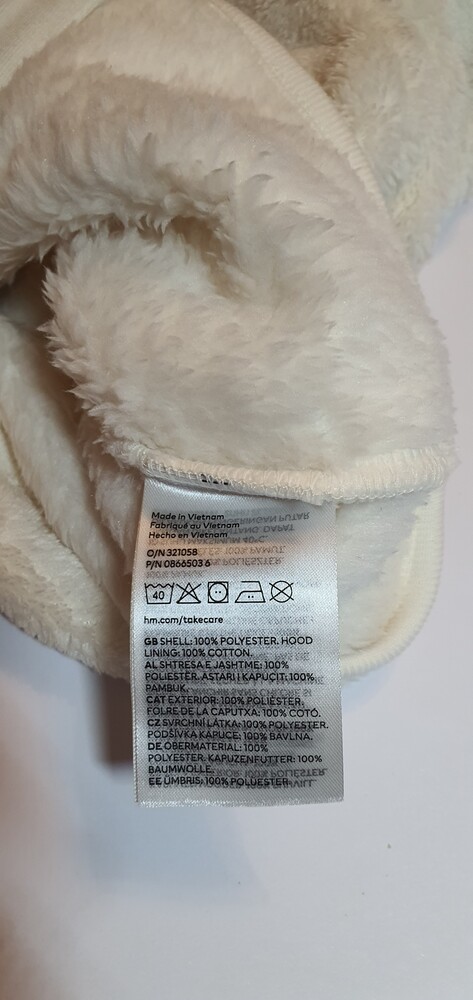 Made in Vietnam
Fabriqué au Vietnam
Hecho en Vietnam
O/N 321058
P/N 0866503 6
40
hm.com/takecare
GB SHELL: 100% POLYESTER. HOOD
LINING: 100% COTTON.
AL SHTRESA E JASHTME: 100%
POLIESTËR. ASTARI I KAPUÇIT: 100%
PAMBUK.
CAT EXTERIOR: 100% POLIÈSTER.
FOLRE DE LA CAPUTXA: 100% COTÓ.
CZ SVRCHNÍ LÁTKA: 100% POLYESTER.
PODŠÍVKA KAPUCE: 100% BAVLNA.
DE OBERMATERIAL: 100%
POLYESTER. KAPUZENFUTTER: 100%
BAUMWOLLE.
EE ÜMBRIS: 100% POLÜESTER.